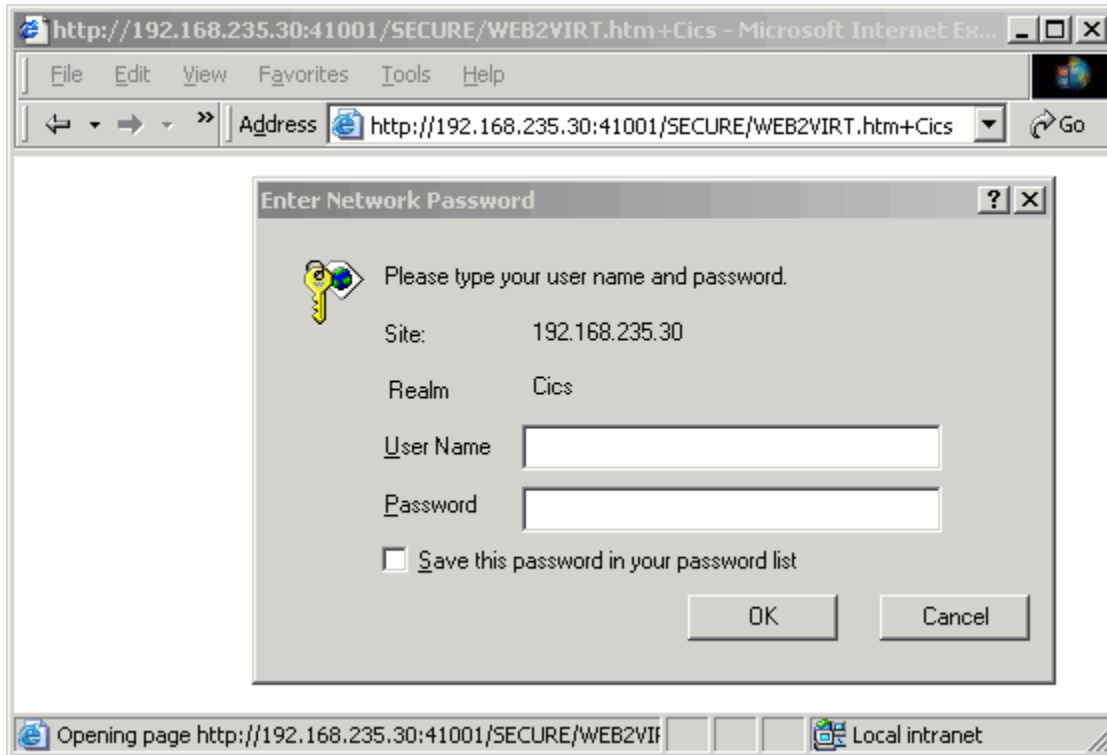 http://192.168.235.30:41001/SECURE/WEB2VIRT.htm+Cics - Microsoft Internet Ex...
File Edit View Favorites Tools Help
» Address http://192.168.235.30:41001/SECURE/WEB2VIRT.htm+Cics Go
Enter Network Password
Please type your user name and password.
Site: 192.168.235.30
Realm Cics
User Name
Password
Save this password in your password list
OK Cancel
Opening page http://192.168.235.30:41001/SECURE/WEB2VIF Local intranet